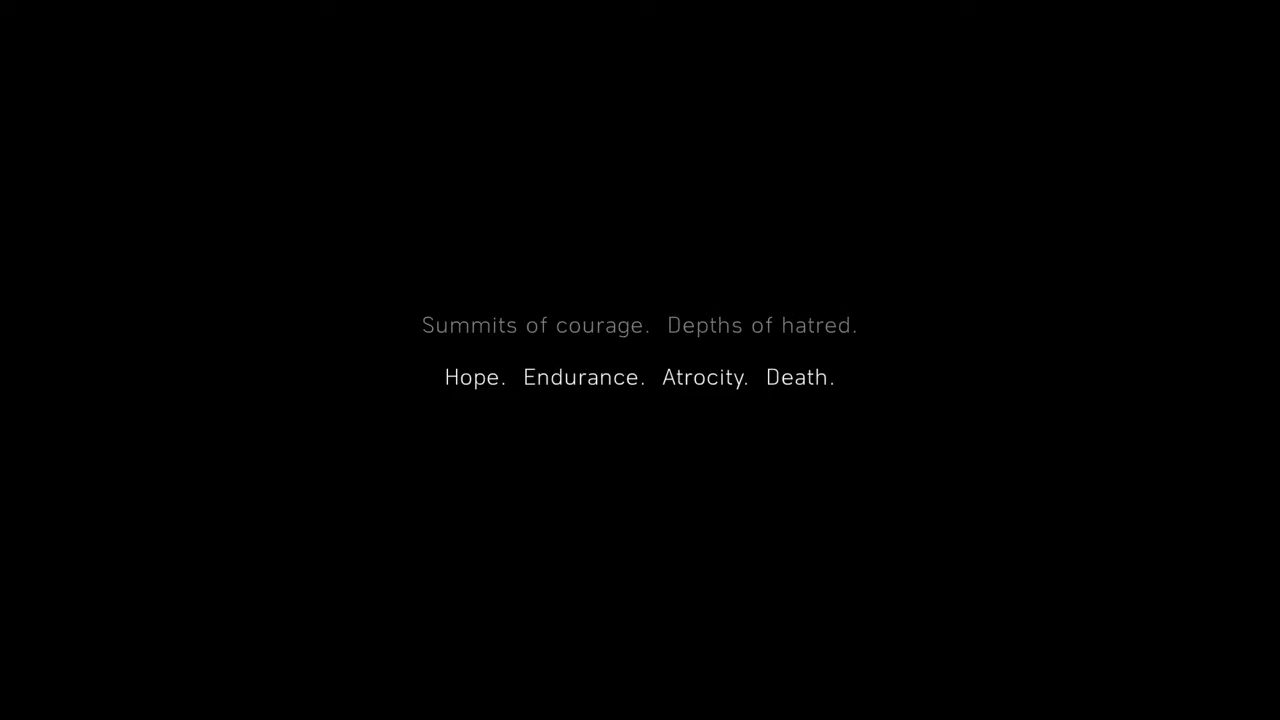 Summits of courage. Depths of hatred.
Hope. Endurance. Atrocity. Death.